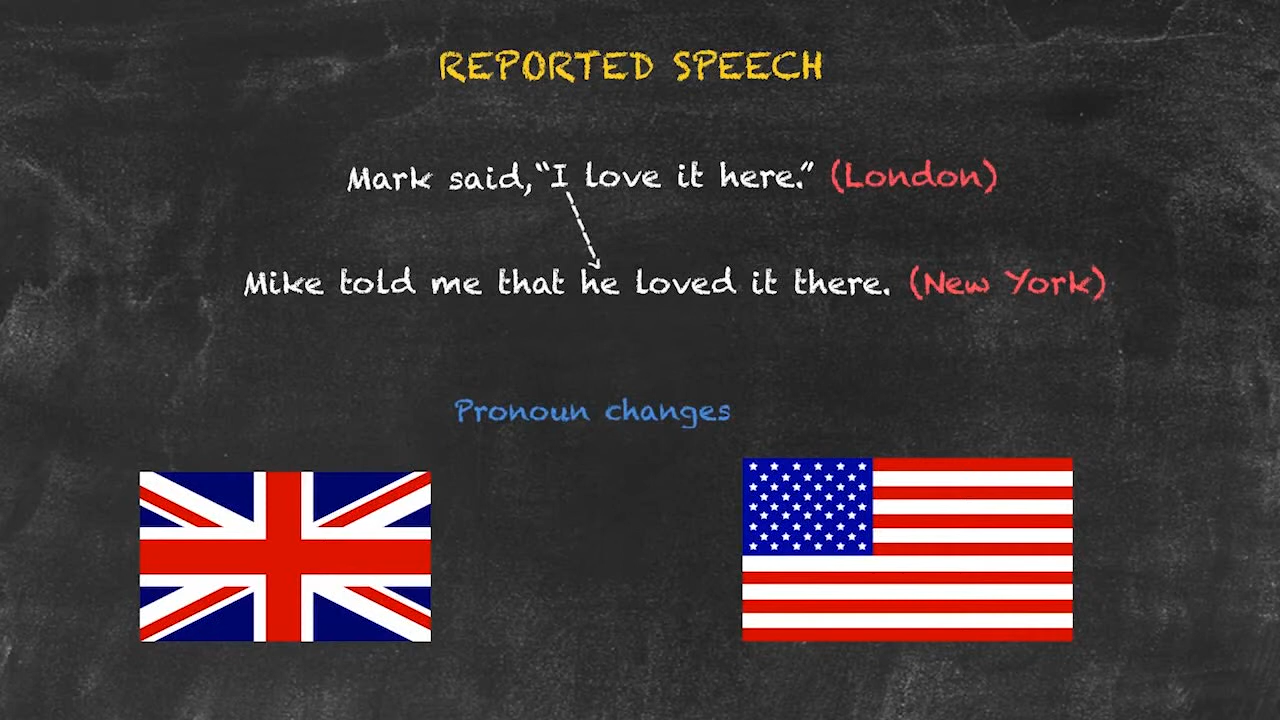 REPORTED SPEECH
Mark said,“I love it here.” (London)
Mike told me that he loved it there. (New York)
Pronoun changes